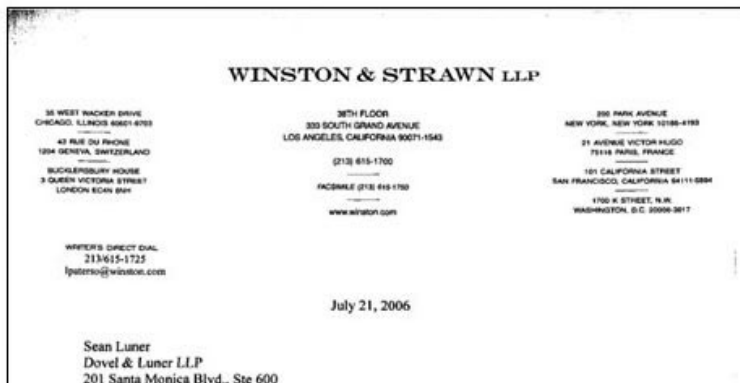 WINSTON & STRAWN LLP
35 WEST WACKER DRIVE
CHICAGO, ILLINOIS 60601-9703
43 RUE DU RHONE
1204 GENEVA, SWITZERLAND
BUCKLERSBURY HOUSE
3 QUEEN VICTORIA STREET
LONDON EC4N 8NH
38TH FLOOR
333 SOUTH GRAND AVENUE
LOS ANGELES, CALIFORNIA 90071-1543
(213) 615-1700
FACSIMILE (213) 615-1750
www.winston.com
200 PARK AVENUE
NEW YORK, NEW YORK 10166-4193
21 AVENUE VICTOR HUGO
75116 PARIS, FRANCE
101 CALIFORNIA STREET
SAN FRANCISCO, CALIFORNIA 94111-5894
1700 K STREET, N.W.
WASHINGTON, D.C. 20006-3817
WRITER'S DIRECT DIAL
213/615-1725
lpaterso@winston.com
July 21, 2006
Sean Luner
Dovel & Luner LLP
201 Santa Monica Blvd., Ste 600